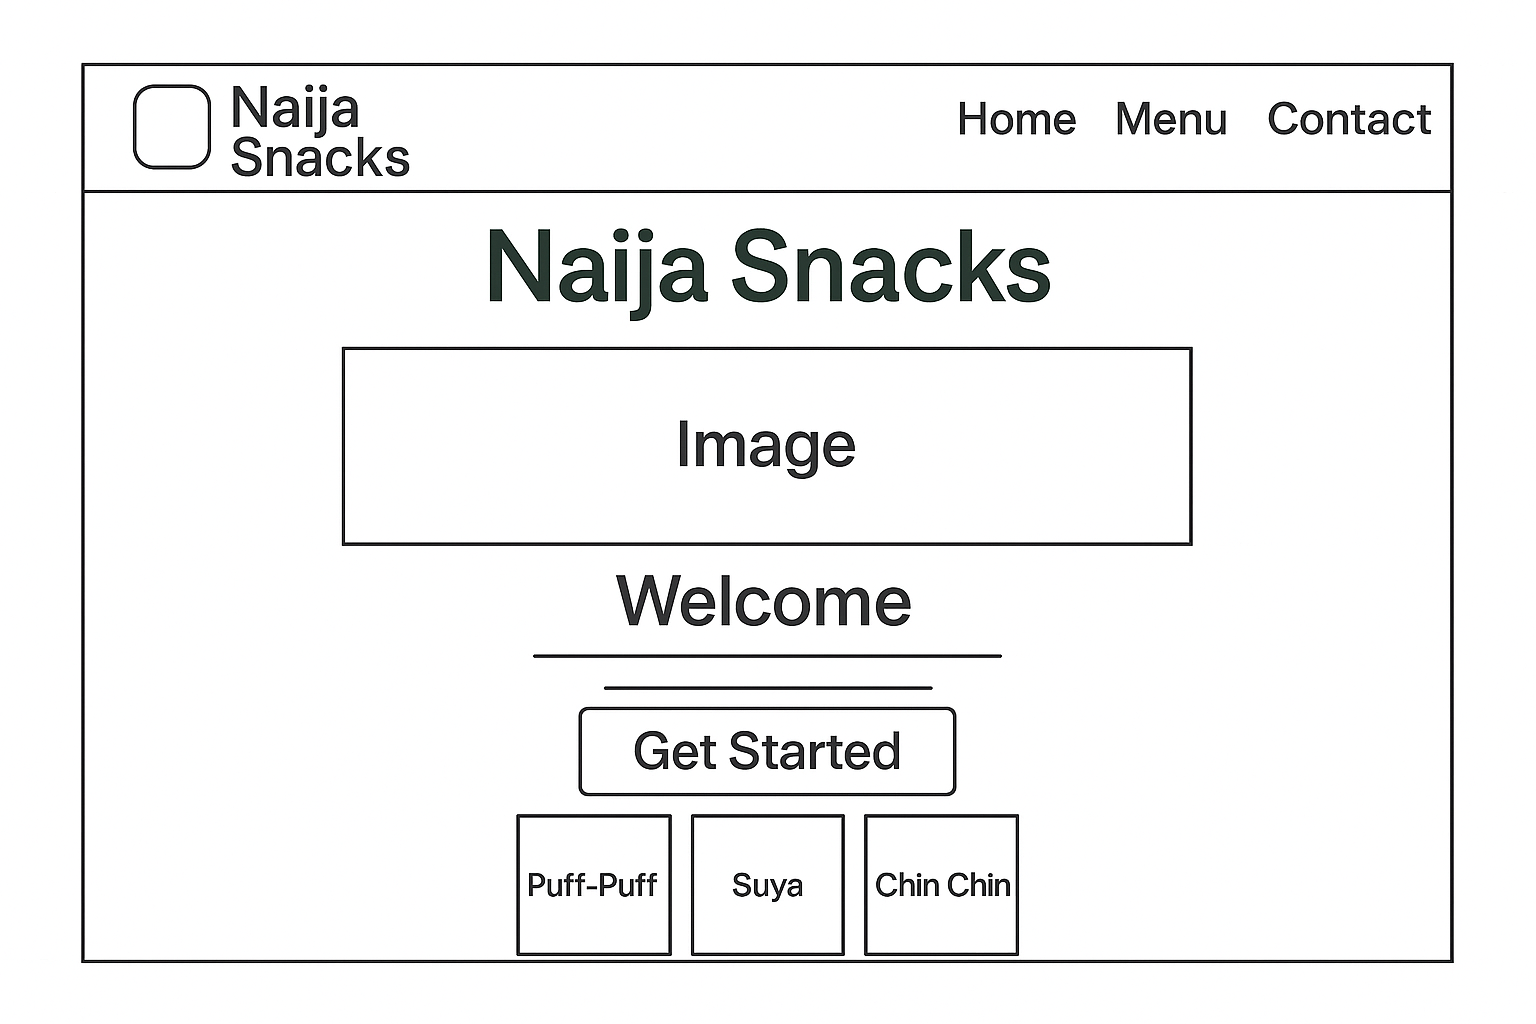 Naija
Snacks
Home Menu Contact
Naija Snacks
Image
Welcome
Get Started
Puff-Puff Suya Chin Chin